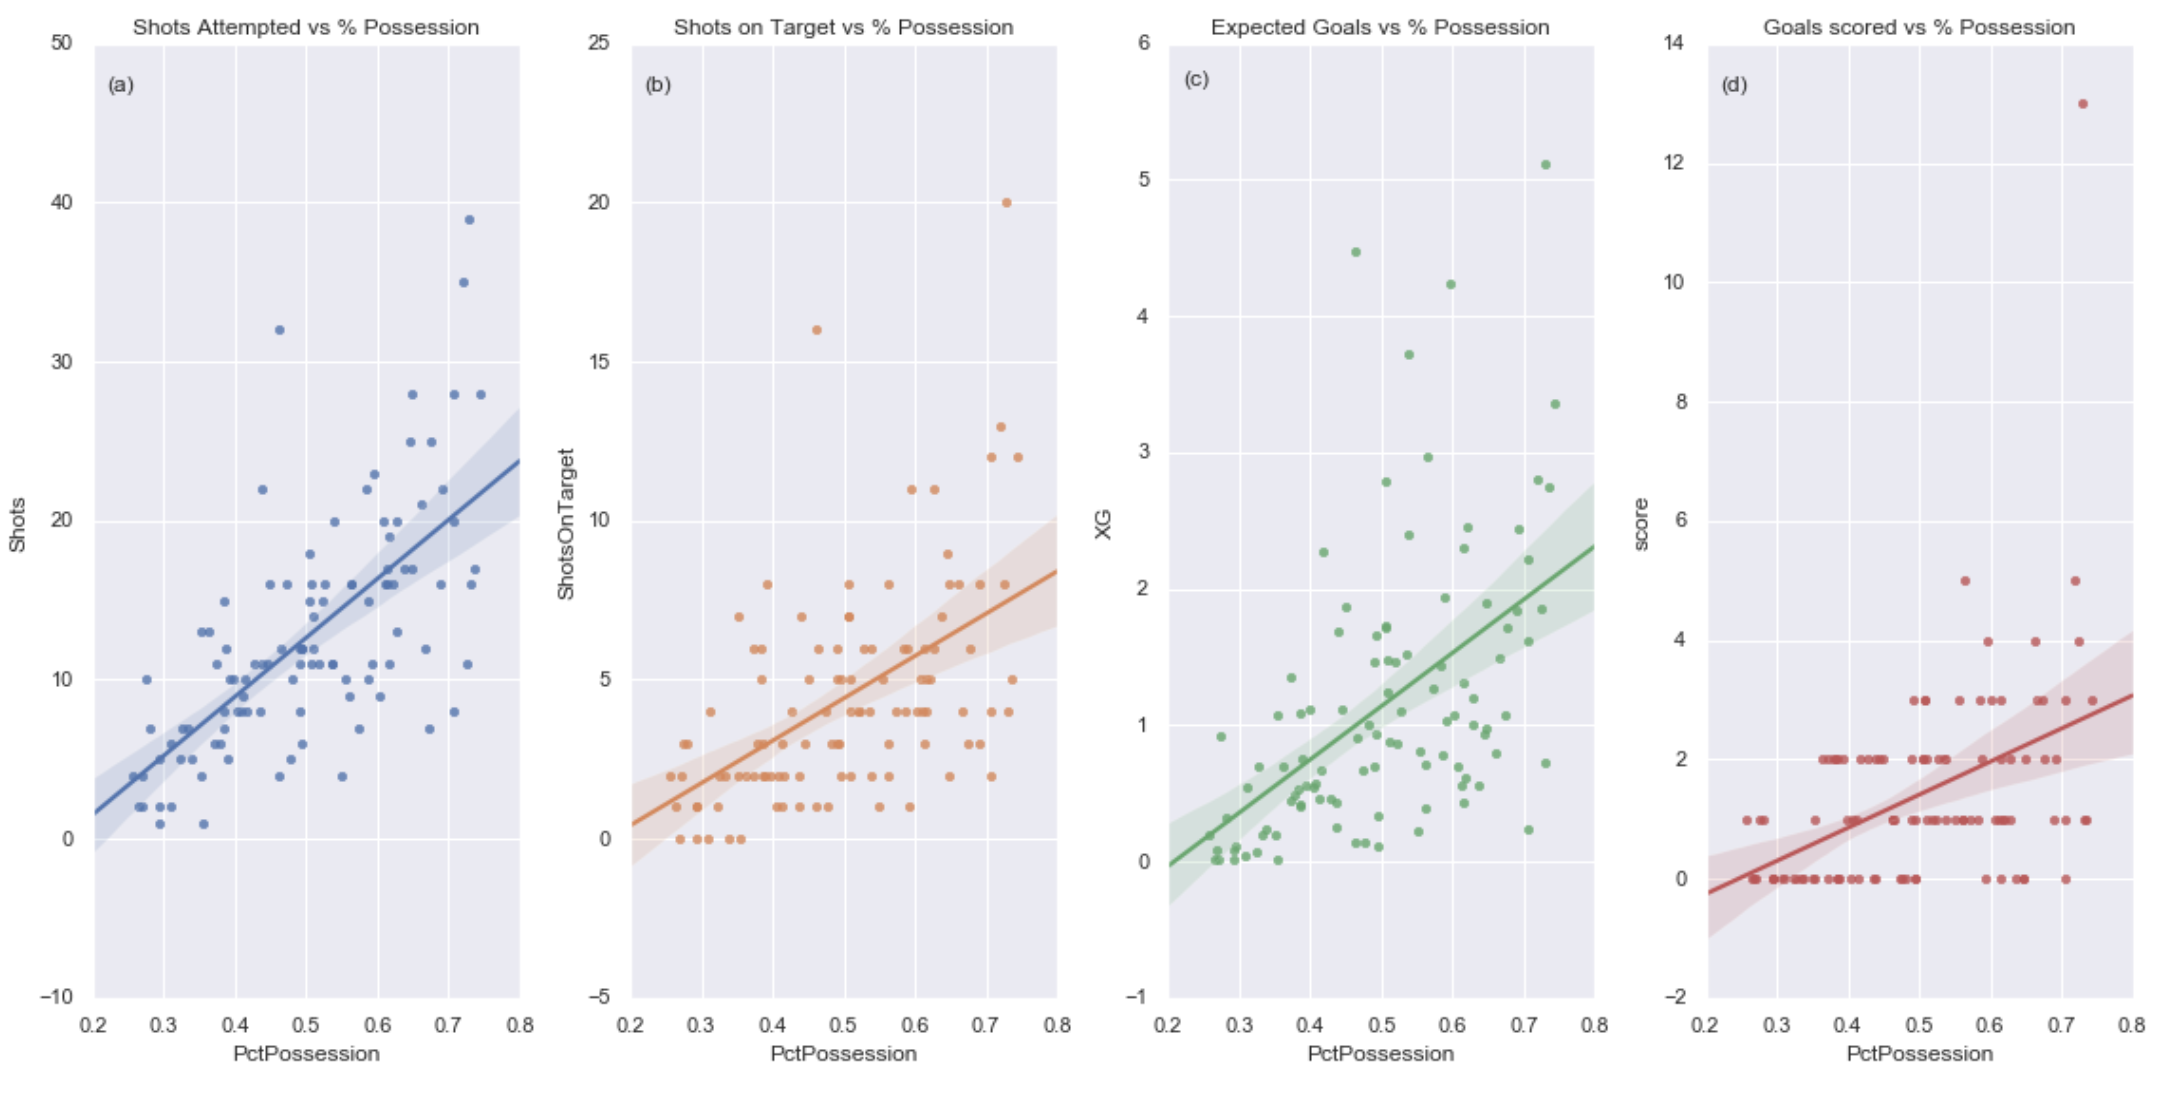 Shots Attempted vs % Possession
(a)
50
40
30
20
10
0
−10
Shots
0.2 0.3 0.4 0.5 0.6 0.7 0.8
PctPossession
Shots on Target vs % Possession
(b)
25
20
15
10
5
0
−5
ShotsOnTarget
0.2 0.3 0.4 0.5 0.6 0.7 0.8
PctPossession
Expected Goals vs % Possession
(c)
6
5
4
3
2
1
0
−1
XG
0.2 0.3 0.4 0.5 0.6 0.7 0.8
PctPossession
Goals scored vs % Possession
(d)
14
12
10
8
6
4
2
0
−2
score
0.2 0.3 0.4 0.5 0.6 0.7 0.8
PctPossession